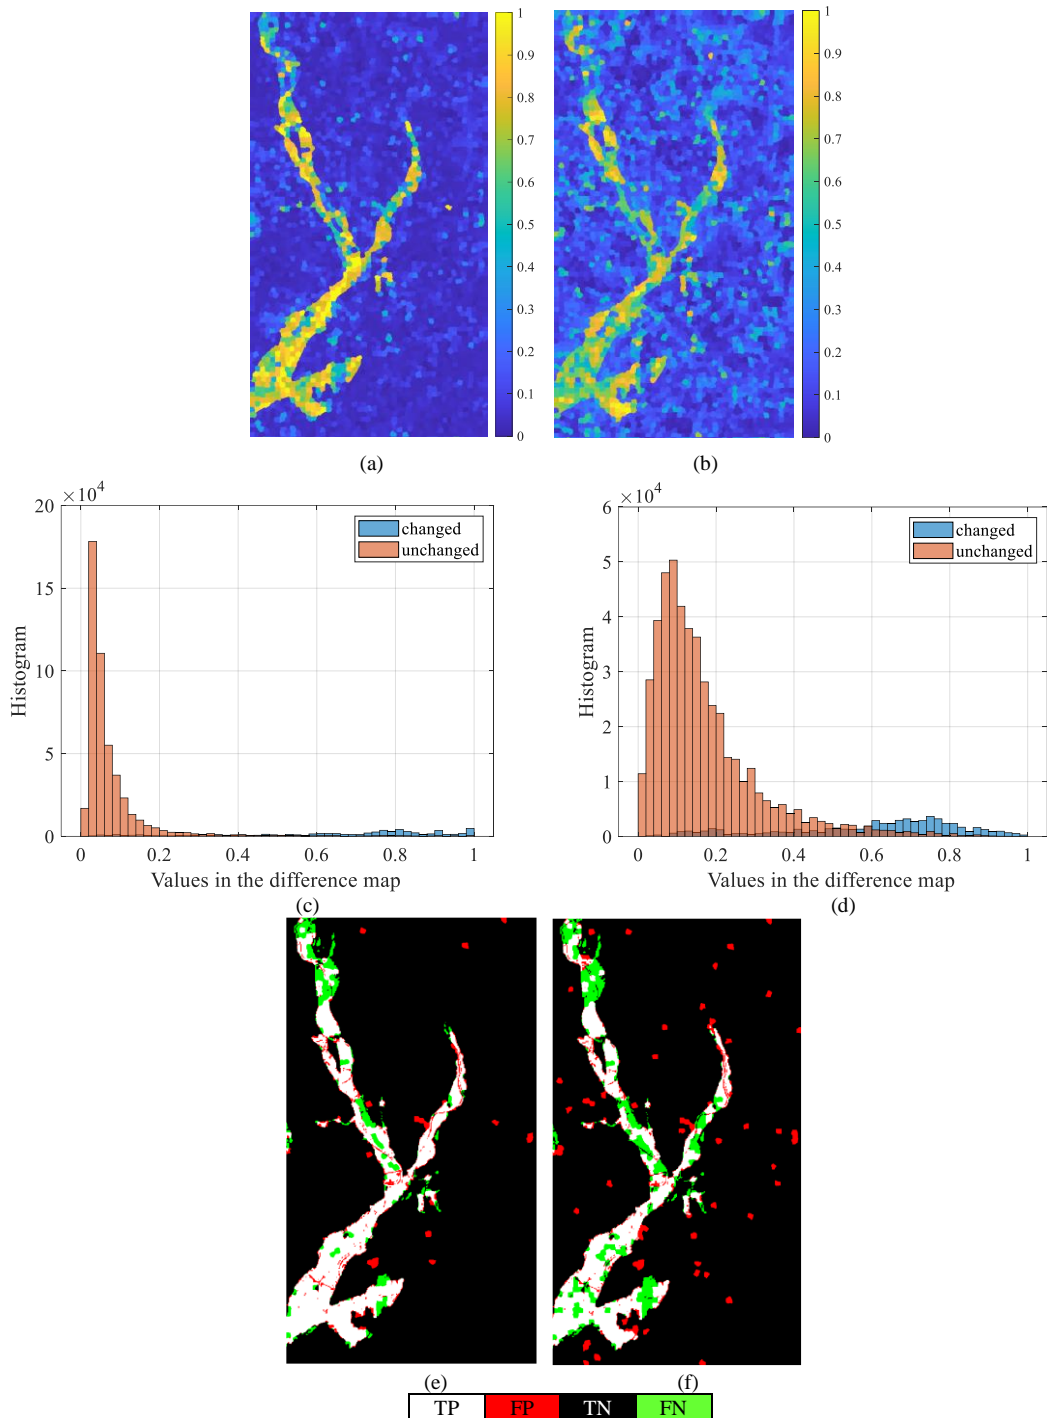 1
0.9
0.8
0.7
0.6
0.5
0.4
0.3
0.2
0.1
0
1
0.9
0.8
0.7
0.6
0.5
0.4
0.3
0.2
0.1
0
(a)
(b)
×10⁴
20
15
10
5
0
Histogram
changed
unchanged
0 0.2 0.4 0.6 0.8 1
Values in the difference map
(c)
×10⁴
6
5
4
3
2
1
0
Histogram
changed
unchanged
0 0.2 0.4 0.6 0.8 1
Values in the difference map
(d)
(e)
(f)
TP FP TN FN